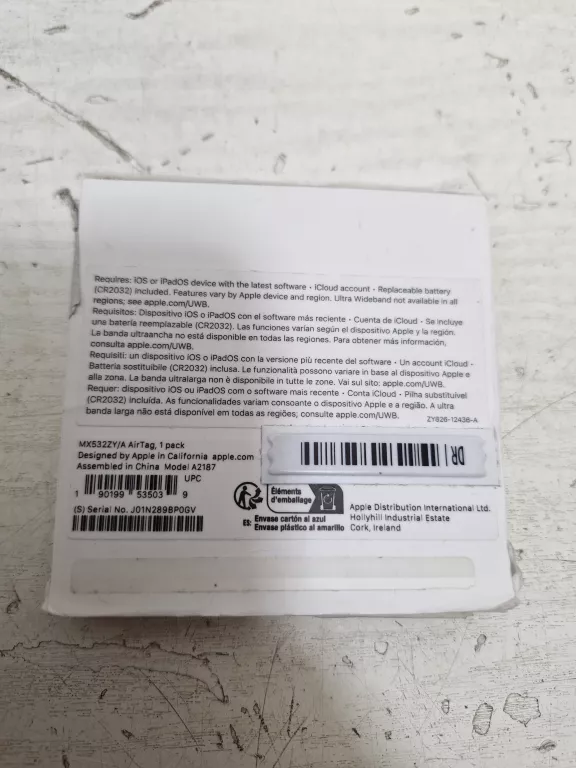 Requires: iOS or iPadOS device with the latest software • iCloud account • Replaceable battery
(CR2032) included. Features vary by Apple device and region. Ultra Wideband not available in all
regions; see apple.com/UWB.
Requisitos: Dispositivo iOS o iPadOS con el software más reciente • Cuenta de iCloud • Se incluye
una batería reemplazable (CR2032). Las funciones varían según el dispositivo Apple y la región.
La banda ultraancha no está disponible en todas las regiones. Para obtener más información,
consulta apple.com/UWB.
Requisiti: un dispositivo iOS o iPadOS con la versione più recente del software • Un account iCloud •
Batteria sostituibile (CR2032) inclusa. Le funzionalità possono variare in base al dispositivo Apple e
alla zona. La banda ultralarga non è disponibile in tutte le zone. Vai sul sito: apple.com/UWB.
Requer: dispositivo iOS ou iPadOS com o software mais recente • Conta iCloud • Pilha substituível
(CR2032) incluída. As funcionalidades variam consoante o dispositivo Apple e a região. A ultra
banda larga não está disponível em todas as regiões; consulte apple.com/UWB.
ZY826-12438-A
MX532ZY/A AirTag, 1 pack
Designed by Apple in California apple.com
Assembled in China Model A2187
UPC
1 90199 53503 9
(S) Serial No. J01N289BP0GV
DR
FR
Éléments
d'emballage
ES: Envase cartón al azul
Envase plástico al amarillo
Apple Distribution International Ltd.
Hollyhill Industrial Estate
Cork, Ireland